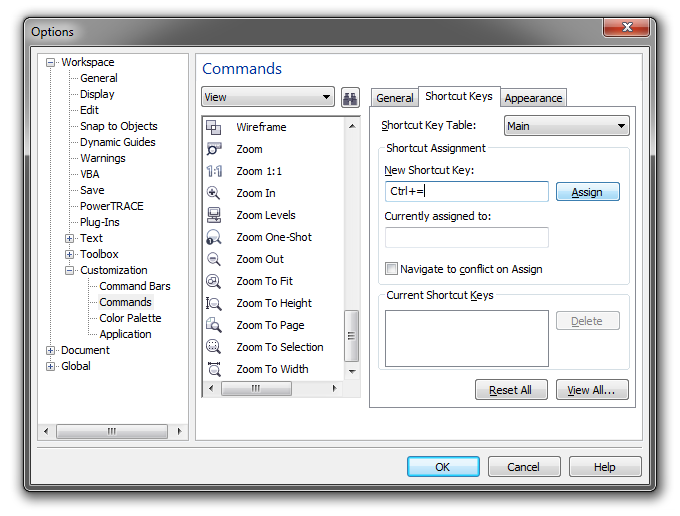 Options
Workspace
General
Display
Edit
Snap to Objects
Dynamic Guides
Warnings
VBA
Save
PowerTRACE
Plug-Ins
Text
Toolbox
Customization
Command Bars
Commands
Color Palette
Application
Document
Global
Commands
View
Wireframe
Zoom
1:1 Zoom 1:1
Zoom In
Zoom Levels
Zoom One-Shot
Zoom Out
Zoom To Fit
Zoom To Height
Zoom To Page
Zoom To Selection
Zoom To Width
General Shortcut Keys Appearance
Shortcut Key Table: Main
Shortcut Assignment
New Shortcut Key:
Ctrl+= Assign
Currently assigned to:
Navigate to conflict on Assign
Current Shortcut Keys
Delete
Reset All View All...
OK Cancel Help